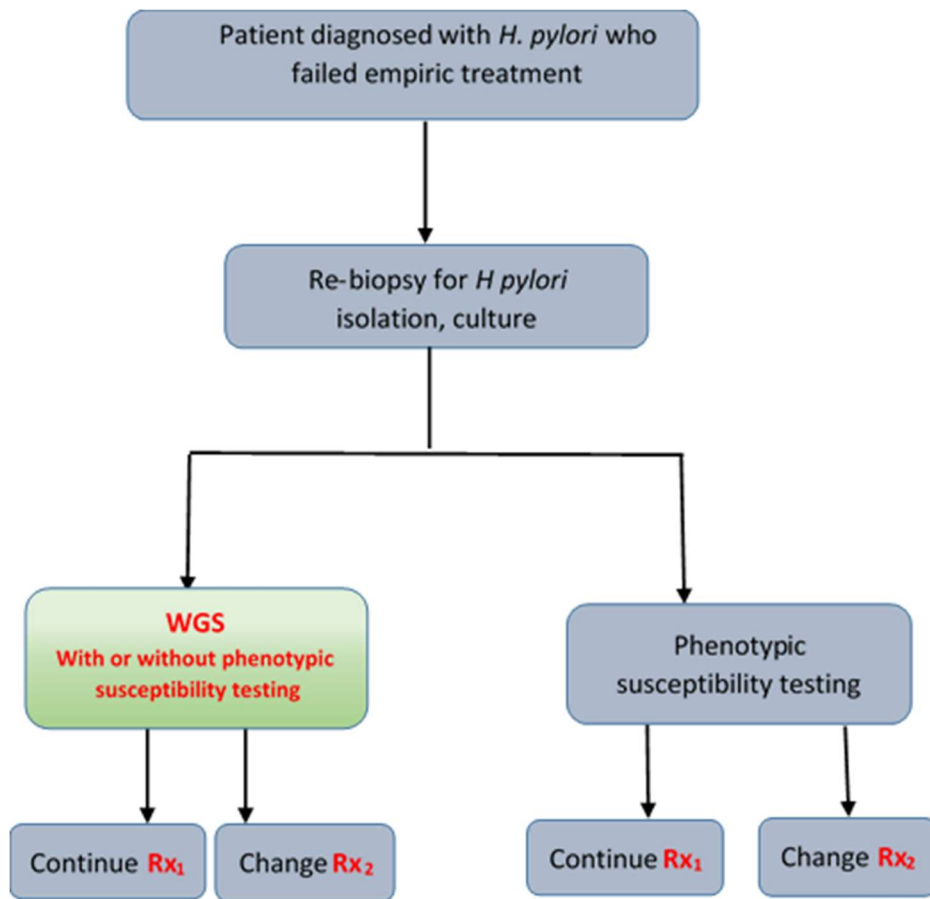 Patient diagnosed with H. pylori who
failed empiric treatment
Re-biopsy for H pylori
isolation, culture
WGS
With or without phenotypic
susceptibility testing
Phenotypic
susceptibility testing
Continue Rx₁
Change Rx₂
Continue Rx₁
Change Rx₂